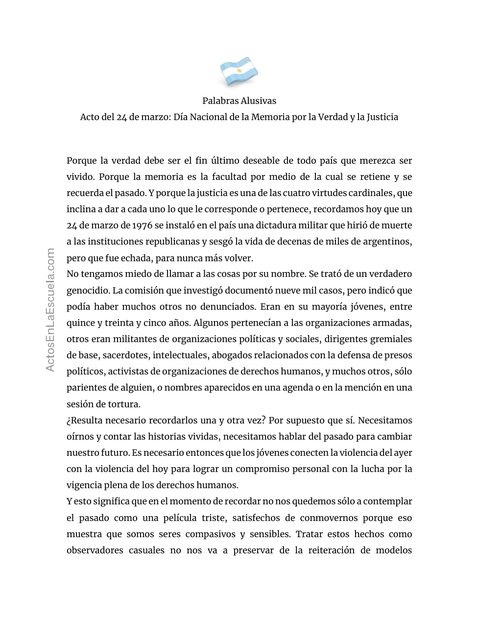 Palabras Alusivas
Acto del 24 de marzo: Día Nacional de la Memoria por la Verdad y la Justicia
Porque la verdad debe ser el fin último deseable de todo país que merezca ser
vivido. Porque la memoria es la facultad por medio de la cual se retiene y se
recuerda el pasado. Y porque la justicia es una de las cuatro virtudes cardinales, que
inclina a dar a cada uno lo que le corresponde o pertenece, recordamos hoy que un
24 de marzo de 1976 se instaló en el país una dictadura militar que hirió de muerte
a las instituciones republicanas y sesgó la vida de decenas de miles de argentinos,
pero que fue echada, para nunca más volver.
No tengamos miedo de llamar a las cosas por su nombre. Se trató de un verdadero
genocidio. La comisión que investigó documentó nueve mil casos, pero indicó que
podía haber muchos otros no denunciados. Eran en su mayoría jóvenes, entre
quince y treinta y cinco años. Algunos pertenecían a las organizaciones armadas,
otros eran militantes de organizaciones políticas y sociales, dirigentes gremiales
de base, sacerdotes, intelectuales, abogados relacionados con la defensa de presos
políticos, activistas de organizaciones de derechos humanos, y muchos otros, sólo
parientes de alguien, o nombres aparecidos en una agenda o en la mención en una
sesión de tortura.
¿Resulta necesario recordarlos una y otra vez? Por supuesto que sí. Necesitamos
oírnos y contar las historias vividas, necesitamos hablar del pasado para cambiar
nuestro futuro. Es necesario entonces que los jóvenes conecten la violencia del ayer
con la violencia del hoy para lograr un compromiso personal con la lucha por la
vigencia plena de los derechos humanos.
Y esto significa que en el momento de recordar no nos quedemos sólo a contemplar
el pasado como una película triste, satisfechos de conmovernos porque eso
muestra que somos seres compasivos y sensibles. Tratar estos hechos como
observadores casuales no nos va a preservar de la reiteración de modelos
ActosEnLaEscuela.com